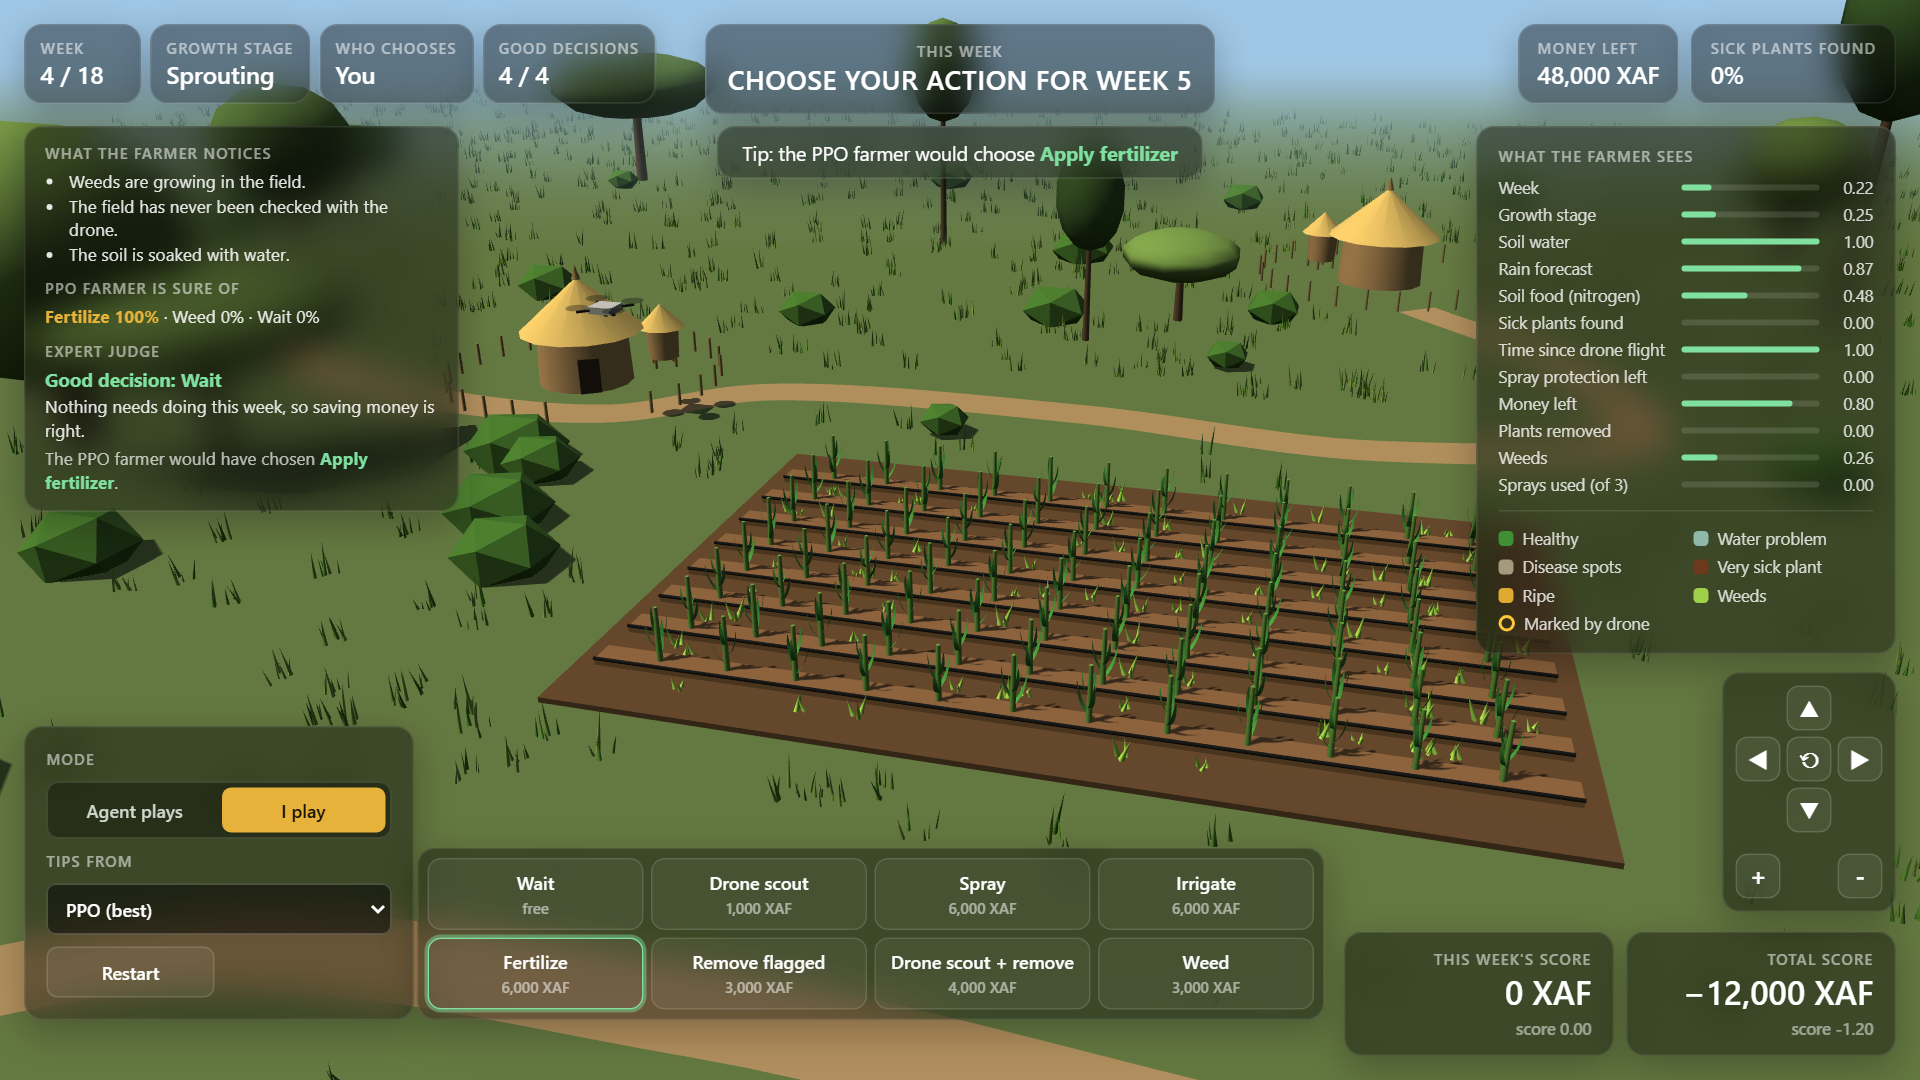 WEEK
4 / 18
GROWTH STAGE
Sprouting
WHO CHOOSES
You
GOOD DECISIONS
4 / 4
THIS WEEK
CHOOSE YOUR ACTION FOR WEEK 5
Tip: the PPO farmer would choose Apply fertilizer
MONEY LEFT
48,000 XAF
SICK PLANTS FOUND
0%
WHAT THE FARMER NOTICES
• Weeds are growing in the field.
• The field has never been checked with the
drone.
• The soil is soaked with water.
PPO FARMER IS SURE OF
Fertilize 100% · Weed 0% · Wait 0%
EXPERT JUDGE
Good decision: Wait
Nothing needs doing this week, so saving money is
right.
The PPO farmer would have chosen Apply
fertilizer.
WHAT THE FARMER SEES
Week 0.22
Growth stage 0.25
Soil water 1.00
Rain forecast 0.87
Soil food (nitrogen) 0.48
Sick plants found 0.00
Time since drone flight 1.00
Spray protection left 0.00
Money left 0.80
Plants removed 0.00
Weeds 0.26
Sprays used (of 3) 0.00
Healthy
Water problem
Disease spots
Very sick plant
Ripe
Weeds
Marked by drone
MODE
Agent plays
I play
TIPS FROM
PPO (best)
Restart
Wait
free
Drone scout
1,000 XAF
Spray
6,000 XAF
Irrigate
6,000 XAF
Fertilize
6,000 XAF
Remove flagged
3,000 XAF
Drone scout + remove
4,000 XAF
Weed
3,000 XAF
+
-
THIS WEEK'S SCORE
0 XAF
score 0.00
TOTAL SCORE
−12,000 XAF
score -1.20